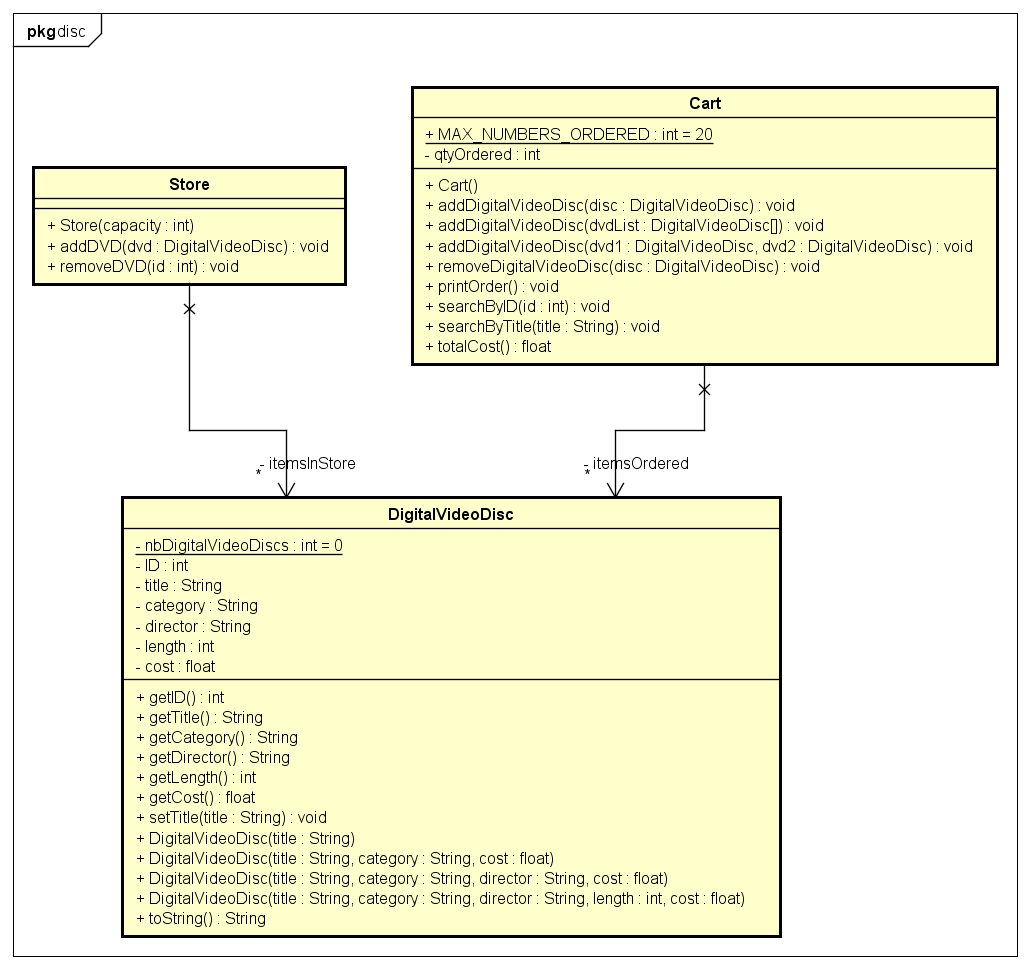 pkg disc
Store
+ Store(capacity : int)
+ addDVD(dvd : DigitalVideoDisc) : void
+ removeDVD(id : int) : void
Cart
+ MAX_NUMBERS_ORDERED : int = 20
- qtyOrdered : int
+ Cart()
+ addDigitalVideoDisc(disc : DigitalVideoDisc) : void
+ addDigitalVideoDisc(dvdList : DigitalVideoDisc[]) : void
+ addDigitalVideoDisc(dvd1 : DigitalVideoDisc, dvd2 : DigitalVideoDisc) : void
+ removeDigitalVideoDisc(disc : DigitalVideoDisc) : void
+ printOrder() : void
+ searchByID(id : int) : void
+ searchByTitle(title : String) : void
+ totalCost() : float
- itemsInStore
*
- itemsOrdered
*
DigitalVideoDisc
- nbDigitalVideoDiscs : int = 0
- ID : int
- title : String
- category : String
- director : String
- length : int
- cost : float
+ getID() : int
+ getTitle() : String
+ getCategory() : String
+ getDirector() : String
+ getLength() : int
+ getCost() : float
+ setTitle(title : String) : void
+ DigitalVideoDisc(title : String)
+ DigitalVideoDisc(title : String, category : String, cost : float)
+ DigitalVideoDisc(title : String, category : String, director : String, cost : float)
+ DigitalVideoDisc(title : String, category : String, director : String, length : int, cost : float)
+ toString() : String